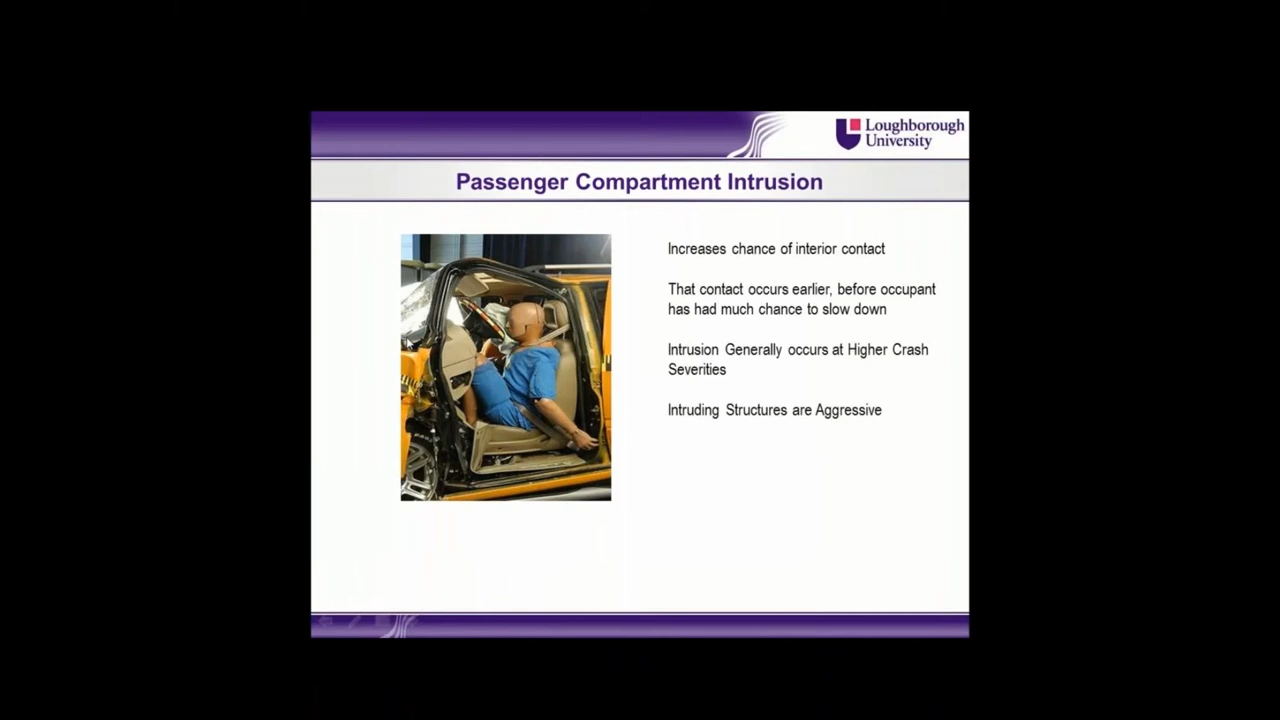 Loughborough
University
Passenger Compartment Intrusion
Increases chance of interior contact
That contact occurs earlier, before occupant
has had much chance to slow down
Intrusion Generally occurs at Higher Crash
Severities
Intruding Structures are Aggressive